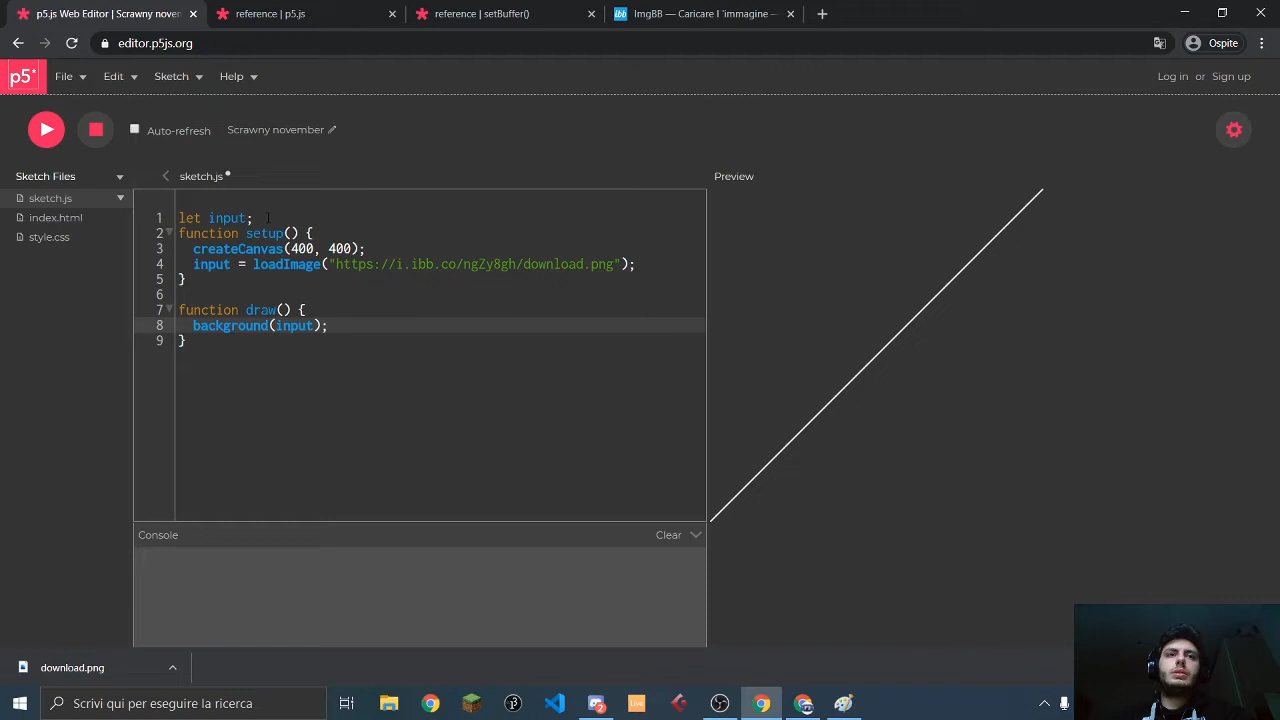 p5.js Web Editor | Scrawny noven
reference | p5.js
reference | setBuffer()
ImgBB — Caricare l 'immagine —
editor.p5js.org
Ospite
p5*
File
Edit
Sketch
Help
Log in or Sign up
Auto-refresh
Scrawny november
Sketch Files
sketch.js
Preview
sketch.js
index.html
style.css
1 let input;
2 function setup() {
3 createCanvas(400, 400);
4 input = loadImage("https://i.ibb.co/ngZy8gh/download.png");
5 }
6
7 function draw() {
8 background(input);
9 }
Console
Clear
download.png
Scrivi qui per eseguire la ricerca
Live
2